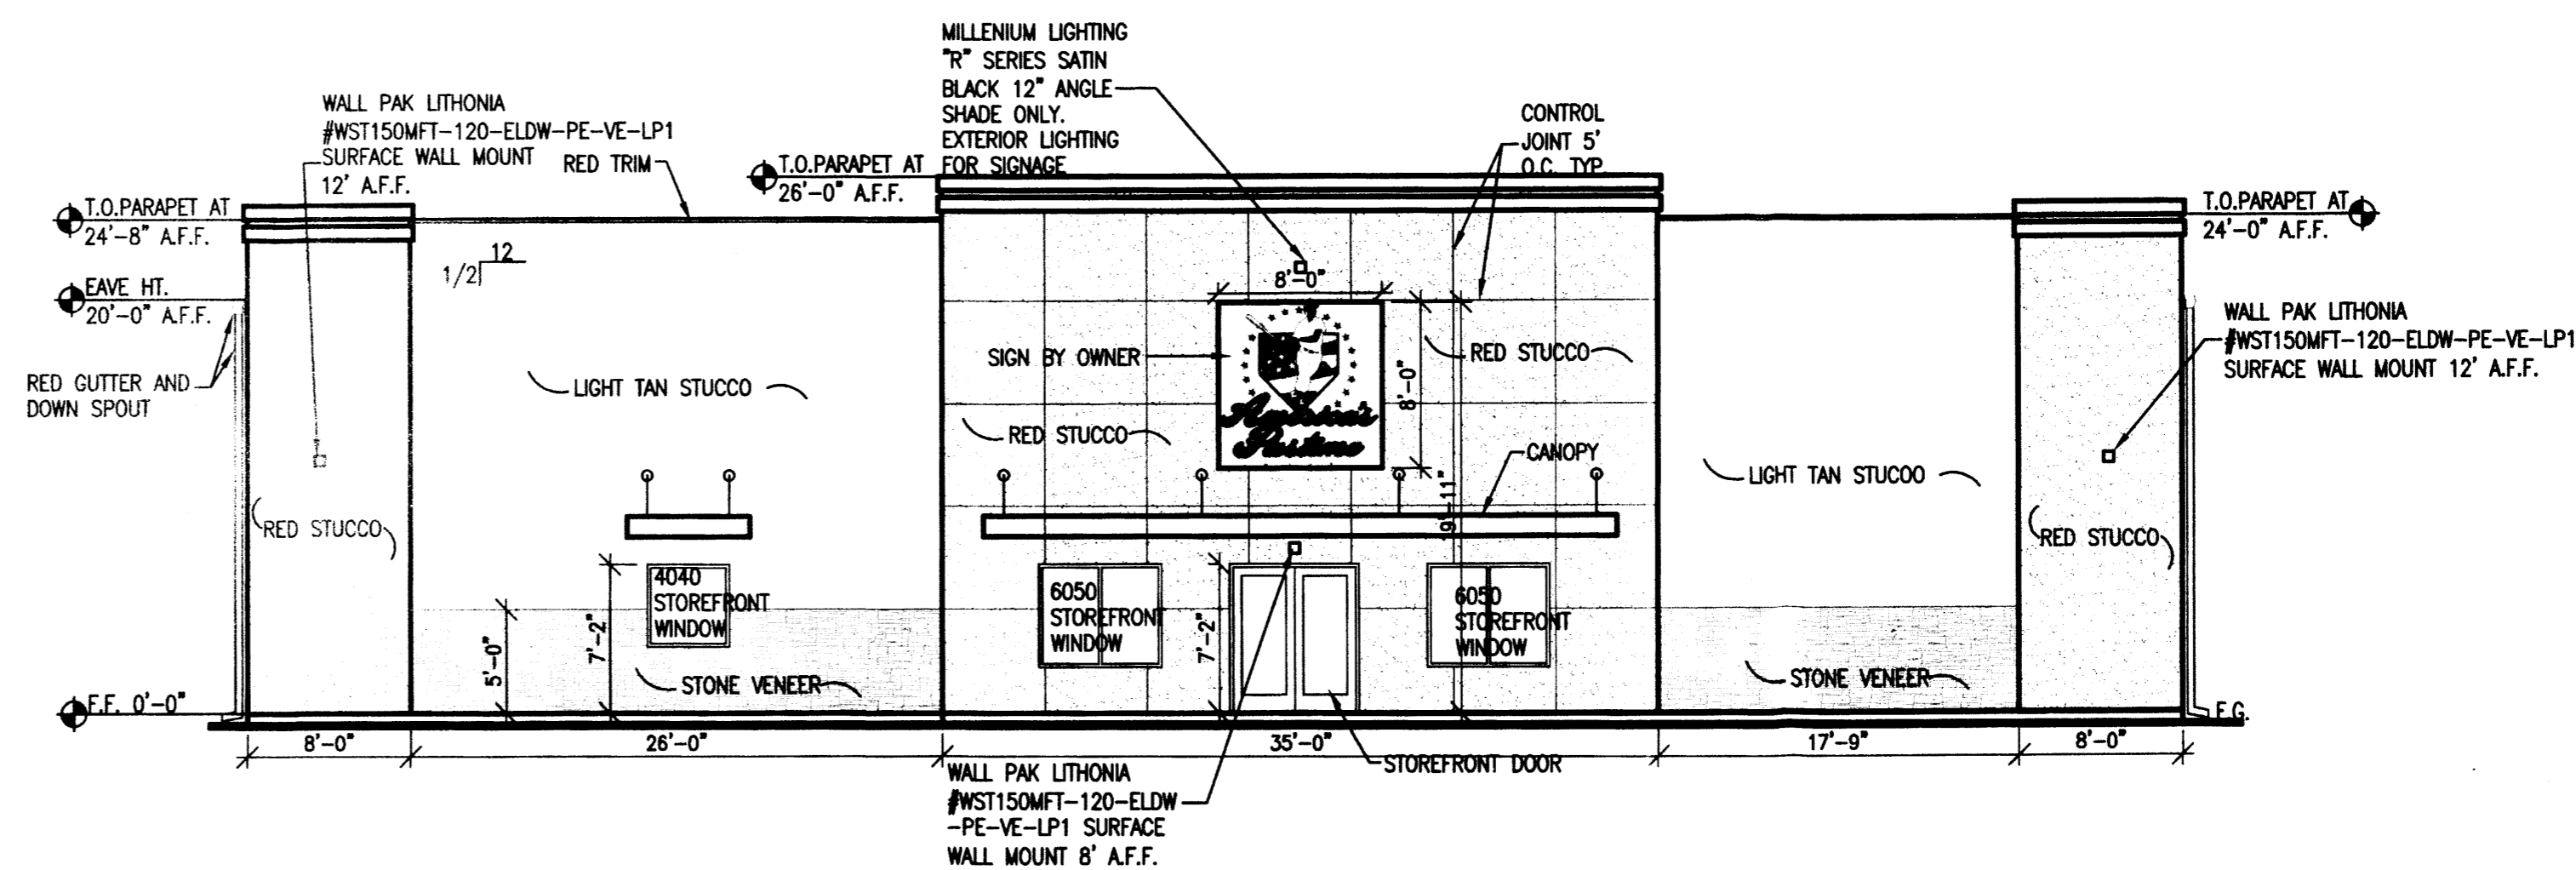 MILLENIUM LIGHTING
"R" SERIES SATIN
BLACK 12" ANGLE
SHADE ONLY.
EXTERIOR LIGHTING
FOR SIGNAGE
WALL PAK LITHONIA
#WST150MFT-120-ELDW-PE-VE-LP1
SURFACE WALL MOUNT
12' A.F.F.
RED TRIM
CONTROL
JOINT 5'
O.C. TYP.
T.O.PARAPET AT
26'-0" A.F.F.
T.O.PARAPET AT
24'-8" A.F.F.
T.O.PARAPET AT
24'-0" A.F.F.
12
1/2
EAVE HT.
20'-0" A.F.F.
8'-0"
WALL PAK LITHONIA
#WST150MFT-120-ELDW-PE-VE-LP1
SURFACE WALL MOUNT 12' A.F.F.
RED GUTTER AND
DOWN SPOUT
LIGHT TAN STUCCO
SIGN BY OWNER
America's
Pastime
8'-0"
RED STUCCO
RED STUCCO
CANOPY
LIGHT TAN STUCOO
RED STUCCO
9'-11"
RED STUCCO
4040
STOREFRONT
WINDOW
6050
STOREFRONT
WINDOW
6050
STOREFRONT
WINDOW
5'-0"
7'-2"
7'-2"
STONE VENEER
STONE VENEER
F.F. 0'-0"
F.G.
8'-0"
26'-0"
35'-0"
17'-9"
8'-0"
STOREFRONT DOOR
WALL PAK LITHONIA
#WST150MFT-120-ELDW
-PE-VE-LP1 SURFACE
WALL MOUNT 8' A.F.F.